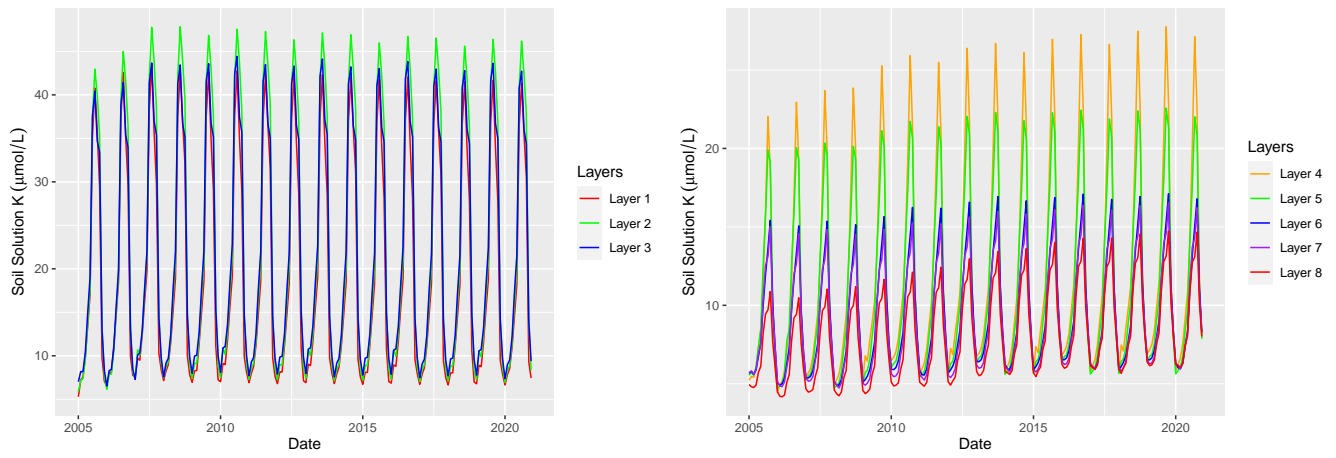 Soil Solution K (μmol/L)
40
30
20
10
2005
2010
2015
2020
Date
Layers
Layer 1
Layer 2
Layer 3
Soil Solution K (μmol/L)
20
10
2005
2010
2015
2020
Date
Layers
Layer 4
Layer 5
Layer 6
Layer 7
Layer 8